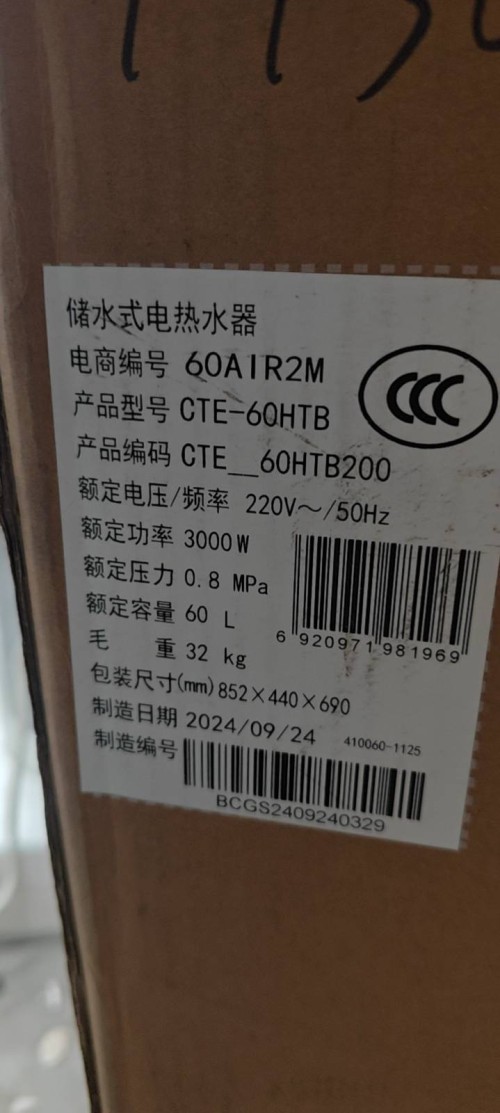 储水式电热水器
电商编号 60AIR2M
产品型号 CTE-60HTB
产品编码 CTE__60HTB200
额定电压/频率 220V～/50Hz
额定功率 3000W
额定压力 0.8 MPa
额定容量 60 L
毛 重 32 kg
包装尺寸(mm) 852×440×690
制造日期 2024/09/24
制造编号
CCC
6 920971 981969
410060-1125
BCGS2409240329